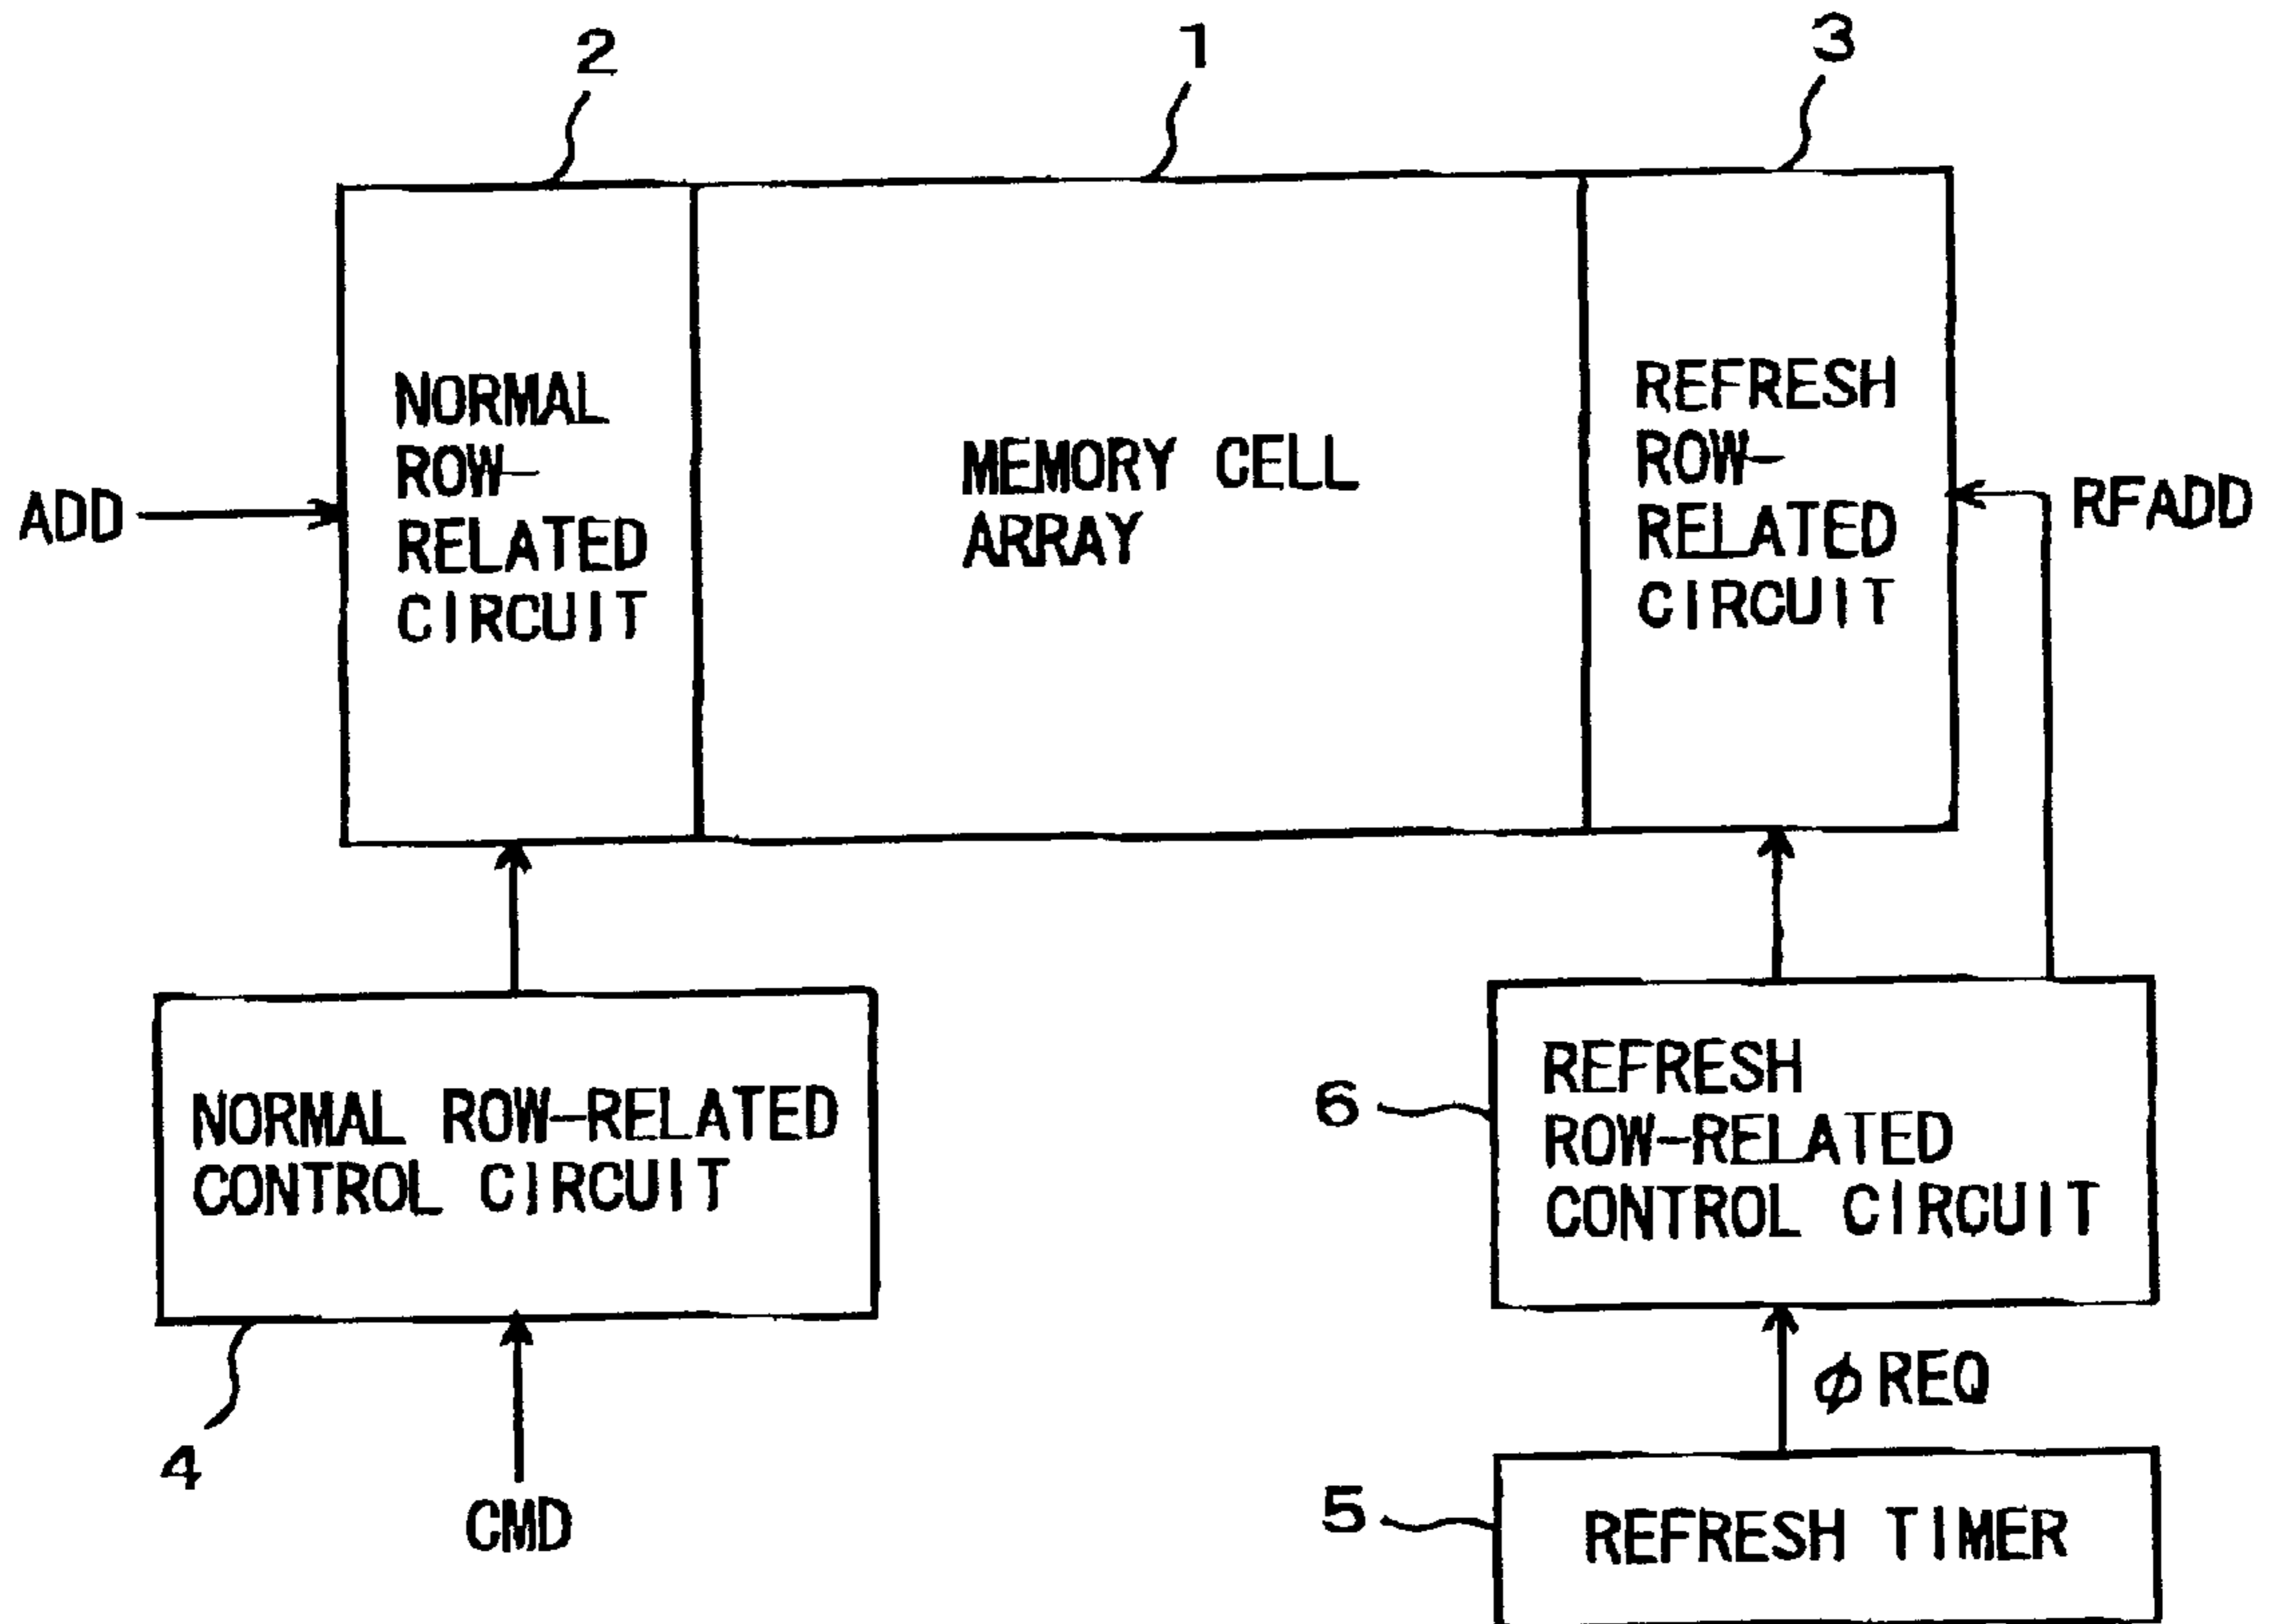 2
1
3
NORMAL
ROW-
RELATED
CIRCUIT
MEMORY CELL
ARRAY
REFRESH
ROW-
RELATED
CIRCUIT
ADD
RFADD
NORMAL ROW-RELATED
CONTROL CIRCUIT
4
CMD
6
REFRESH
ROW-RELATED
CONTROL CIRCUIT
φREQ
5
REFRESH TIMER